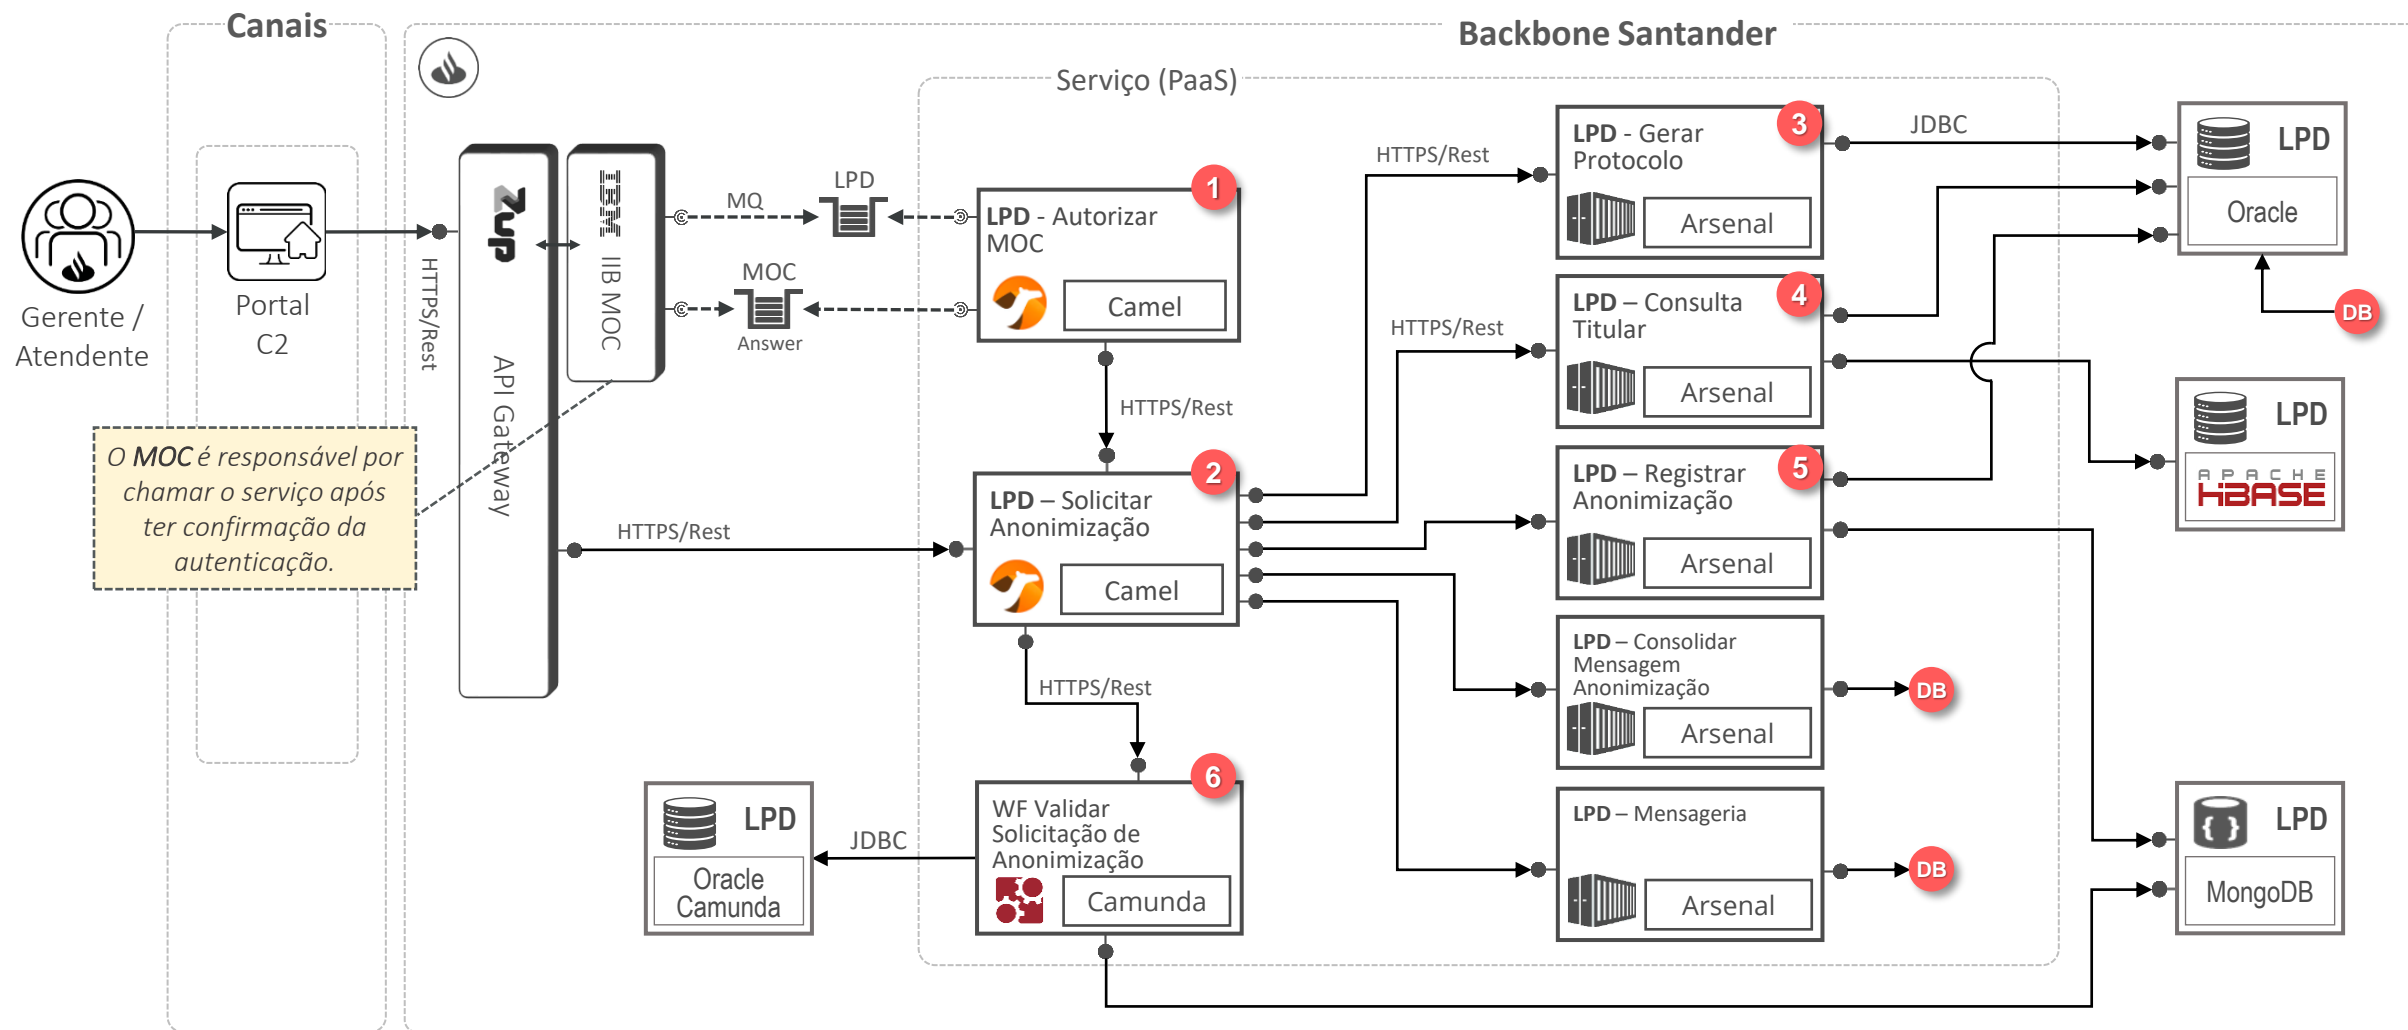 Canais
Backbone Santander
Serviço (PaaS)
Gerente /
Atendente
Portal
C2
HTTPS/Rest
Zup
API Gateway
IBM
IIB MOC
MQ
LPD
MOC
Answer
O MOC é responsável por
chamar o serviço após
ter confirmação da
autenticação.
HTTPS/Rest
1
LPD - Autorizar
MOC
Camel
HTTPS/Rest
2
LPD – Solicitar
Anonimização
Camel
HTTPS/Rest
6
WF Validar
Solicitação de
Anonimização
Camunda
JDBC
LPD
Oracle
Camunda
HTTPS/Rest
3
LPD - Gerar
Protocolo
Arsenal
HTTPS/Rest
4
LPD – Consulta
Titular
Arsenal
5
LPD – Registrar
Anonimização
Arsenal
LPD – Consolidar
Mensagem
Anonimização
Arsenal
DB
LPD – Mensageria
Arsenal
DB
JDBC
LPD
Oracle
DB
LPD
APACHE
HBASE
LPD
MongoDB